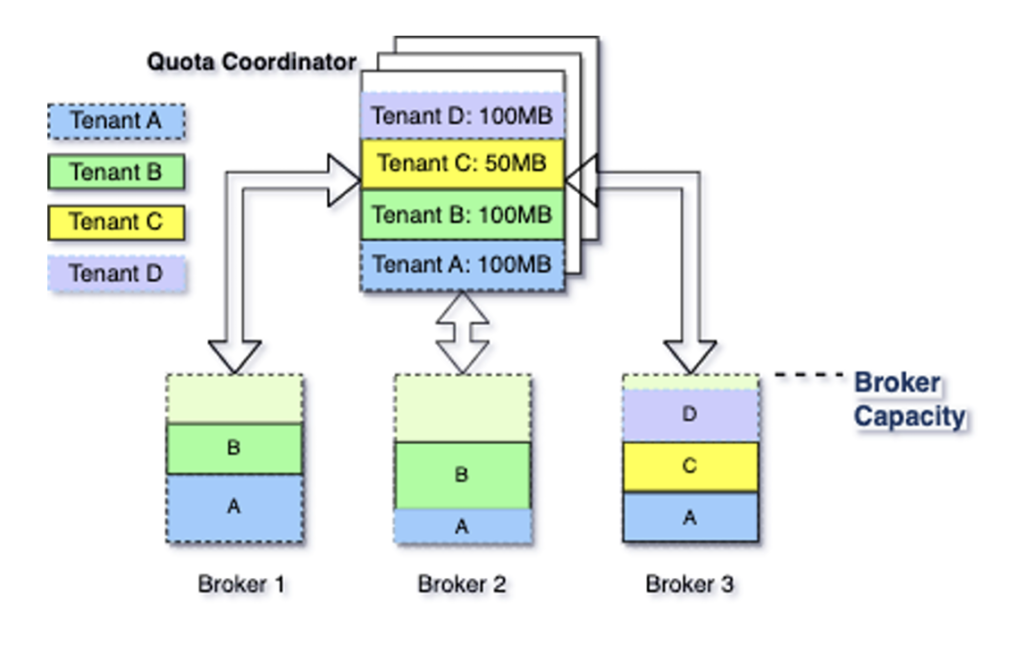 Quota Coordinator
Tenant A
Tenant B
Tenant C
Tenant D
Tenant D: 100MB
Tenant C: 50MB
Tenant B: 100MB
Tenant A: 100MB
B
A
Broker 1
B
A
Broker 2
D
C
A
Broker 3
Broker
Capacity